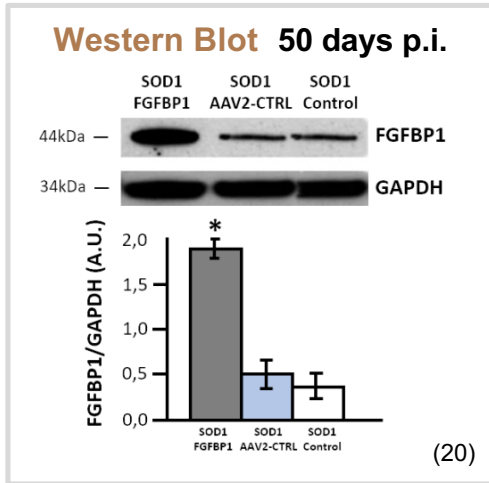 Western Blot 50 days p.i.
SOD1 SOD1 SOD1
FGFBP1 AAV2-CTRL Control
44kDa — FGFBP1
34kDa — GAPDH
FGFBP1/GAPDH (A.U.)
*
2,0
1,5
1,0
0,5
0,0
SOD1 SOD1 SOD1
FGFBP1 AAV2-CTRL Control
(20)